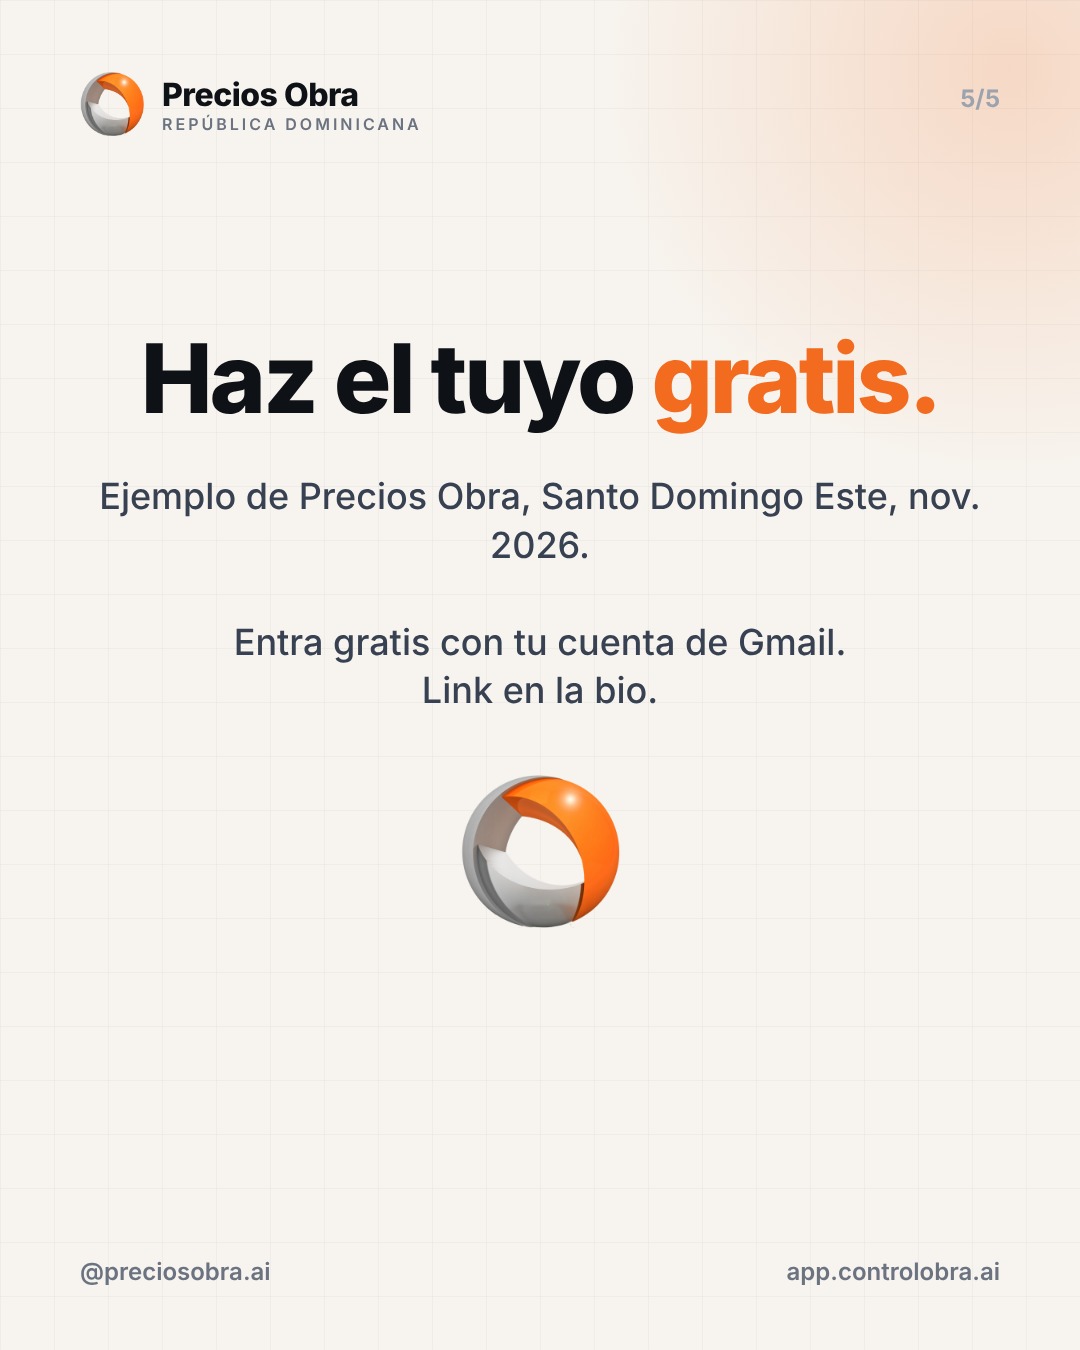 Precios Obra
REPÚBLICA DOMINICANA
5/5
Haz el tuyo gratis.
Ejemplo de Precios Obra, Santo Domingo Este, nov.
2026.
Entra gratis con tu cuenta de Gmail.
Link en la bio.
@preciosobra.ai
app.controlobra.ai